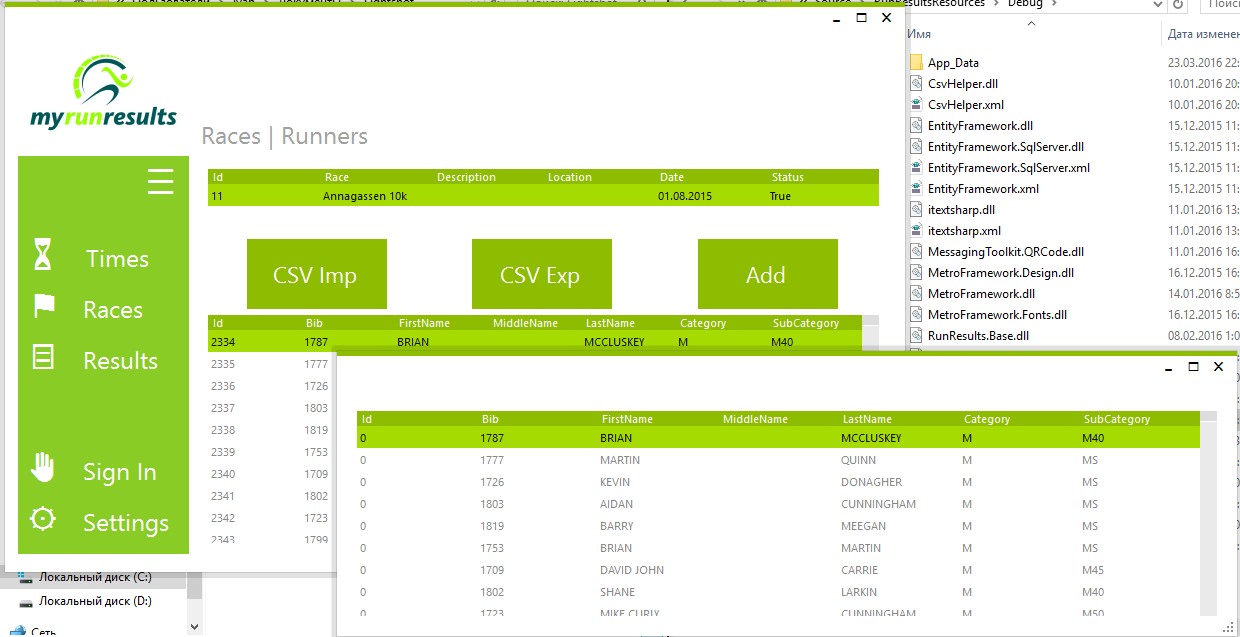 RunResultsResources > Debug >
Имя Дата изменен
myrunresults
Races | Runners
Id Race Description Location Date Status
11 Annagassen 10k 01.08.2015 True
Times
Races
Results
Sign In
Settings
CSV Imp CSV Exp Add
Id Bib FirstName MiddleName LastName Category SubCategory
2334 1787 BRIAN MCCLUSKEY M M40
2335 1777
2336 1726
2337 1803
2338 1819
2339 1753
2340 1709
2341 1802
2342 1723
2343 1799
App_Data 23.03.2016 22:
CsvHelper.dll 10.01.2016 20:
CsvHelper.xml 10.01.2016 20:
EntityFramework.dll 15.12.2015 11:
EntityFramework.SqlServer.dll 15.12.2015 11:
EntityFramework.SqlServer.xml 15.12.2015 11:
EntityFramework.xml 15.12.2015 11:
itextsharp.dll 11.01.2016 13:
itextsharp.xml 11.01.2016 13:
MessagingToolkit.QRCode.dll 11.01.2016 16:
MetroFramework.Design.dll 16.12.2015 16:
MetroFramework.dll 14.01.2016 8:5
MetroFramework.Fonts.dll 16.12.2015 16:
RunResults.Base.dll 08.02.2016 1:0
Id Bib FirstName MiddleName LastName Category SubCategory
0 1787 BRIAN MCCLUSKEY M M40
0 1777 MARTIN QUINN M MS
0 1726 KEVIN DONAGHER M MS
0 1803 AIDAN CUNNINGHAM M MS
0 1819 BARRY MEEGAN M MS
0 1753 BRIAN MARTIN M MS
0 1709 DAVID JOHN CARRIE M M45
0 1802 SHANE LARKIN M M40
0 1723 MIKE CURLY CUNNINGHAM M M50
Локальный диск (C:)
Локальный диск (D:)
Сеть